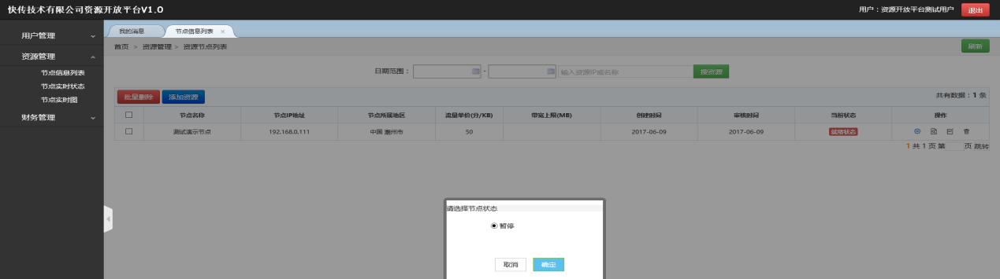 快传技术有限公司资源开放平台V1.0
用户：资源开放平台测试用户 退出
我的消息 节点信息列表 ×
用户管理
首页 > 资源管理 > 资源节点列表 刷新
资源管理
节点信息列表
节点实时状态
节点实时图
财务管理
日期范围： - 输入资源IP或名称 搜资源
批量删除 添加资源 共有数据：1 条
节点名称 节点IP地址 节点所属地区 流量单价(分/KB) 带宽上限(MB) 创建时间 审核时间 当前状态 操作
测试演示节点 192.168.0.111 中国 潮州市 50 2017-06-09 2017-06-09 就绪状态
1 共 1 页 第 页 跳转
请选择节点状态
暂停
取消 确定